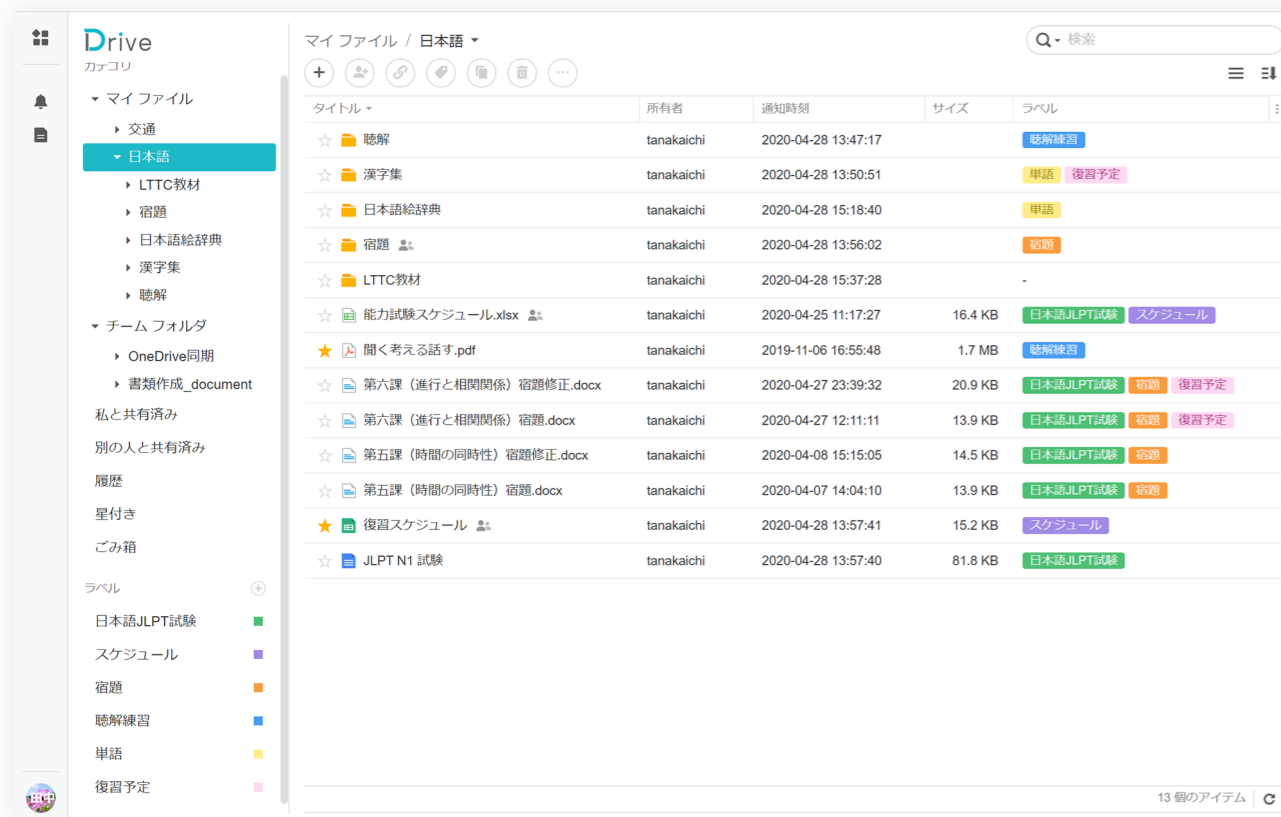 Drive
カテゴリ
マイ ファイル
交通
日本語
LTTC教材
宿題
日本語絵辞典
漢字集
聴解
チーム フォルダ
OneDrive同期
書類作成_document
私と共有済み
別の人と共有済み
履歴
星付き
ごみ箱
ラベル
日本語JLPT試験
スケジュール
宿題
聴解練習
単語
復習予定
田中
マイ ファイル / 日本語
検索
タイトル 所有者 通知時刻 サイズ ラベル
聴解 tanakaichi 2020-04-28 13:47:17 聴解練習
漢字集 tanakaichi 2020-04-28 13:50:51 単語 復習予定
日本語絵辞典 tanakaichi 2020-04-28 15:18:40 単語
宿題 tanakaichi 2020-04-28 13:56:02 宿題
LTTC教材 tanakaichi 2020-04-28 15:37:28 -
能力試験スケジュール.xlsx tanakaichi 2020-04-25 11:17:27 16.4 KB 日本語JLPT試験 スケジュール
聞く考える話す.pdf tanakaichi 2019-11-06 16:55:48 1.7 MB 聴解練習
第六課（進行と相関関係）宿題修正.docx tanakaichi 2020-04-27 23:39:32 20.9 KB 日本語JLPT試験 宿題 復習予定
第六課（進行と相関関係）宿題.docx tanakaichi 2020-04-27 12:11:11 13.9 KB 日本語JLPT試験 宿題 復習予定
第五課（時間の同時性）宿題修正.docx tanakaichi 2020-04-08 15:15:05 14.5 KB 日本語JLPT試験 宿題
第五課（時間の同時性）宿題.docx tanakaichi 2020-04-07 14:04:10 13.9 KB 日本語JLPT試験 宿題
復習スケジュール tanakaichi 2020-04-28 13:57:41 15.2 KB スケジュール
JLPT N1 試験 tanakaichi 2020-04-28 13:57:40 81.8 KB 日本語JLPT試験
13 個のアイテム